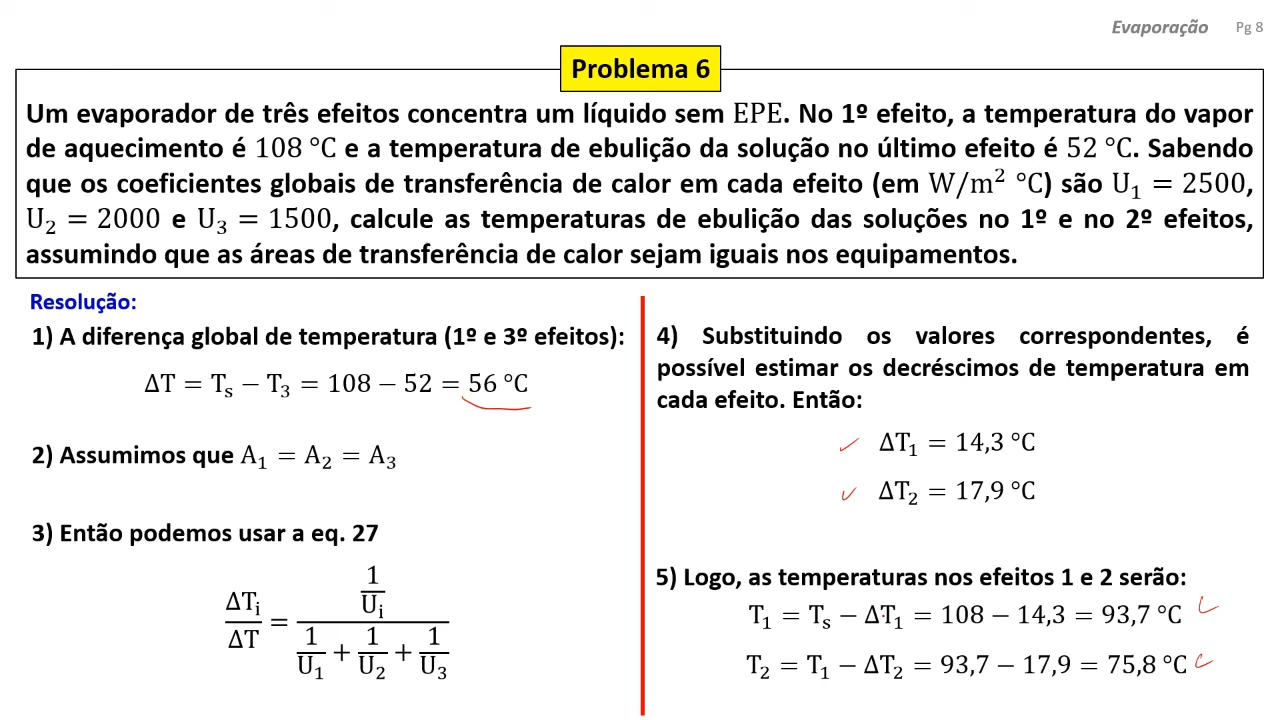 Evaporação Pg 8
Problema 6
Um evaporador de três efeitos concentra um líquido sem EPE. No 1º efeito, a temperatura do vapor
de aquecimento é 108 °C e a temperatura de ebulição da solução no último efeito é 52 °C. Sabendo
que os coeficientes globais de transferência de calor em cada efeito (em W/m² °C) são U₁ = 2500,
U₂ = 2000 e U₃ = 1500, calcule as temperaturas de ebulição das soluções no 1º e no 2º efeitos,
assumindo que as áreas de transferência de calor sejam iguais nos equipamentos.
Resolução:
1) A diferença global de temperatura (1º e 3º efeitos):
ΔT = Tₛ − T₃ = 108 − 52 = 56 °C
2) Assumimos que A₁ = A₂ = A₃
3) Então podemos usar a eq. 27
ΔTᵢ/ΔT = (1/Uᵢ)/(1/U₁ + 1/U₂ + 1/U₃)
4) Substituindo os valores correspondentes, é
possível estimar os decréscimos de temperatura em
cada efeito. Então:
ΔT₁ = 14,3 °C
ΔT₂ = 17,9 °C
5) Logo, as temperaturas nos efeitos 1 e 2 serão:
T₁ = Tₛ − ΔT₁ = 108 − 14,3 = 93,7 °C
T₂ = T₁ − ΔT₂ = 93,7 − 17,9 = 75,8 °C